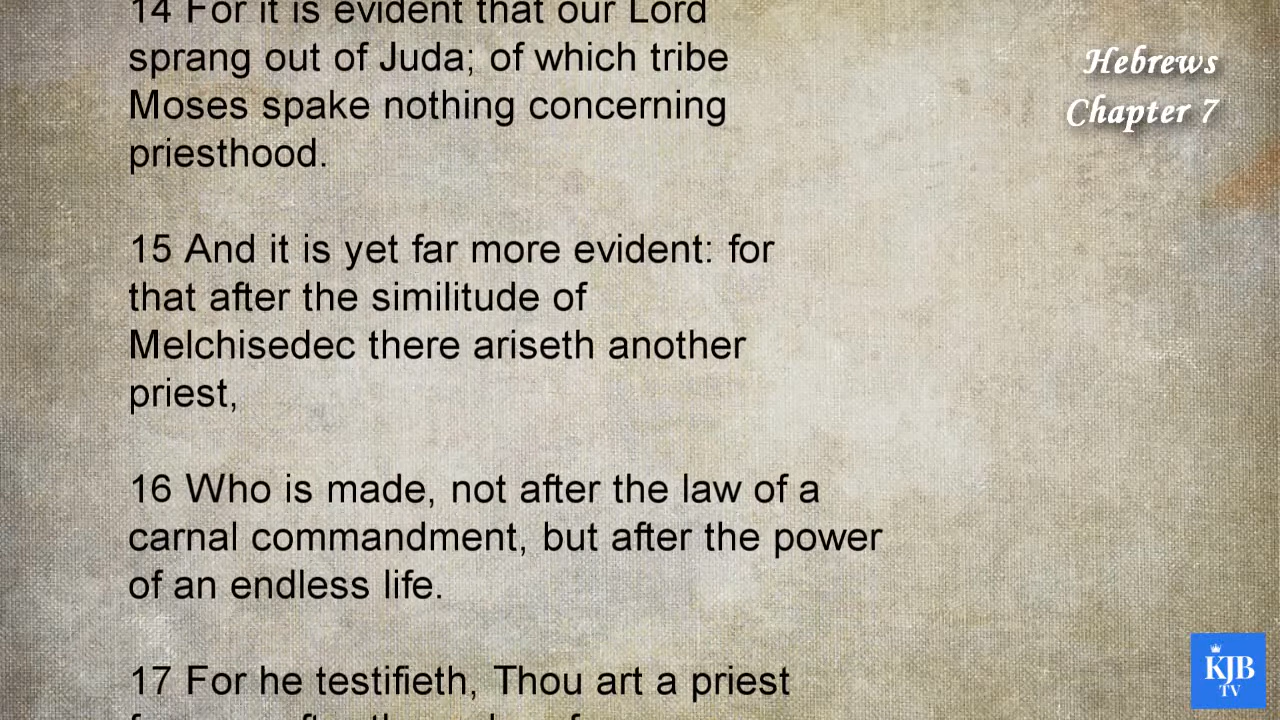 14 For it is evident that our Lord
sprang out of Juda; of which tribe
Moses spake nothing concerning
priesthood.
15 And it is yet far more evident: for
that after the similitude of
Melchisedec there ariseth another
priest,
16 Who is made, not after the law of a
carnal commandment, but after the power
of an endless life.
17 For he testifieth, Thou art a priest
Hebrews
Chapter 7
KJB
TV